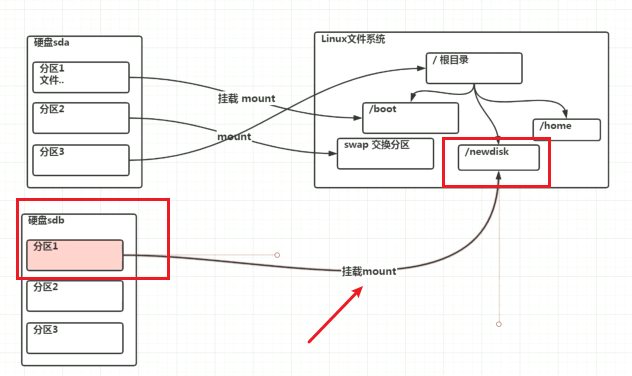 硬盘sda
分区1
文件..
分区2
分区3
挂载 mount
mount
Linux文件系统
/ 根目录
/boot
/home
swap 交换分区
/newdisk
硬盘sdb
分区1
分区2
分区3
挂载mount